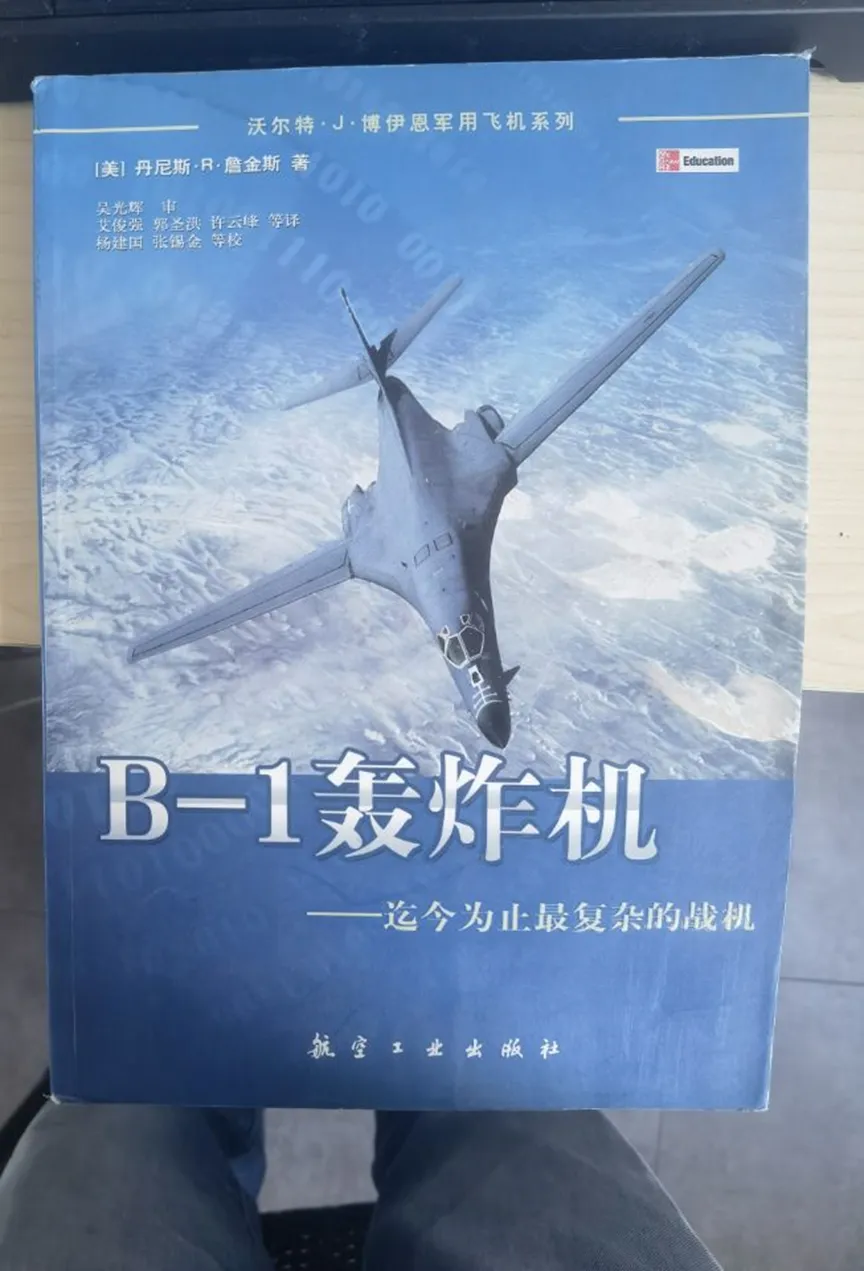 沃尔特·J·博伊恩军用飞机系列
[美] 丹尼斯·R·詹金斯 著
Mc Graw Hill Education
吴光辉 审
艾俊强 郭圣洪 许云峰 等译
杨建国 张锡金 等校
B-1轰炸机
——迄今为止最复杂的战机
航空工业出版社